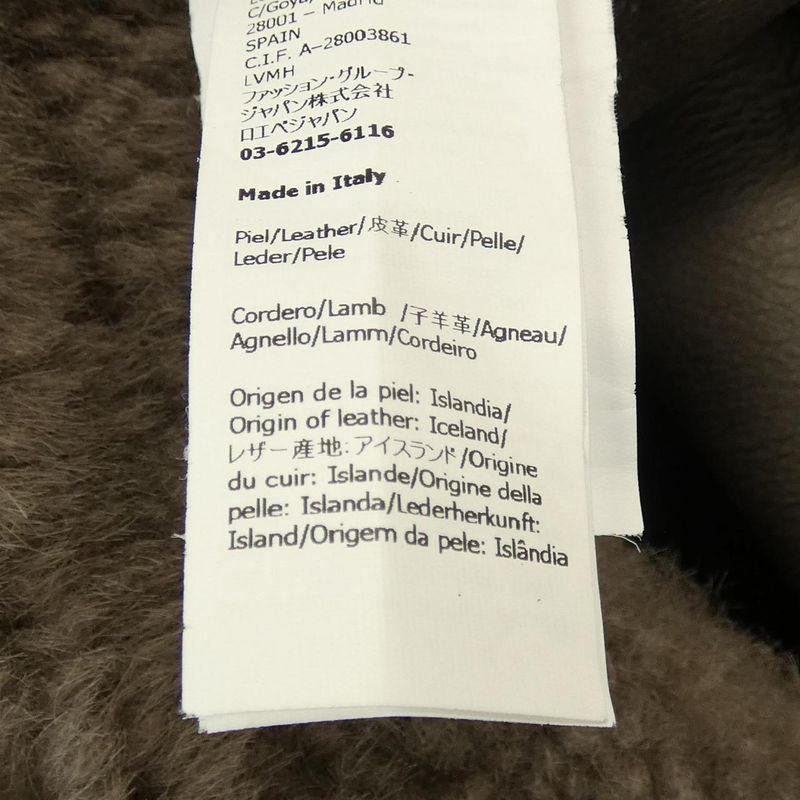 C/Goya
28001 – Madrid
SPAIN
C.I.F. A-28003861
LVMH
ファッション・グループ・
ジャパン株式会社
ロエベジャパン
03-6215-6116
Made in Italy
Piel/Leather/皮革/Cuir/Pelle/
Leder/Pele
Cordero/Lamb /子羊革/Agneau/
Agnello/Lamm/Cordeiro
Origen de la piel: Islandia/
Origin of leather: Iceland/
レザー産地: アイスランド/Origine
du cuir: Islande/Origine della
pelle: Islanda/Lederherkunft:
Island/Origem da pele: Islândia